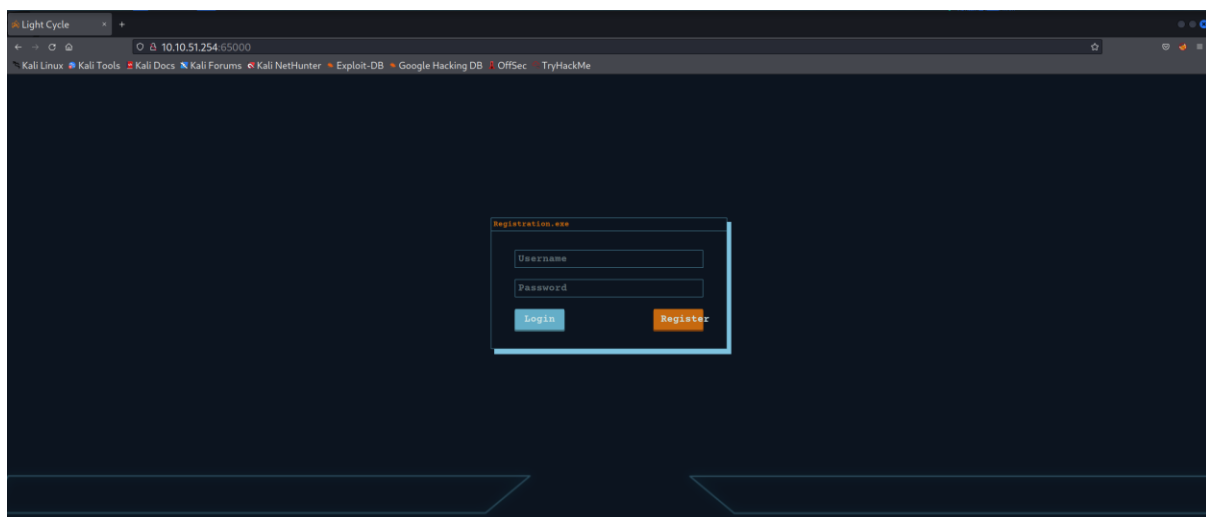 Light Cycle × +
10.10.51.254:65000
Kali Linux Kali Tools Kali Docs Kali Forums Kali NetHunter Exploit-DB Google Hacking DB OffSec TryHackMe
Registration.exe
Username
Password
Login Register